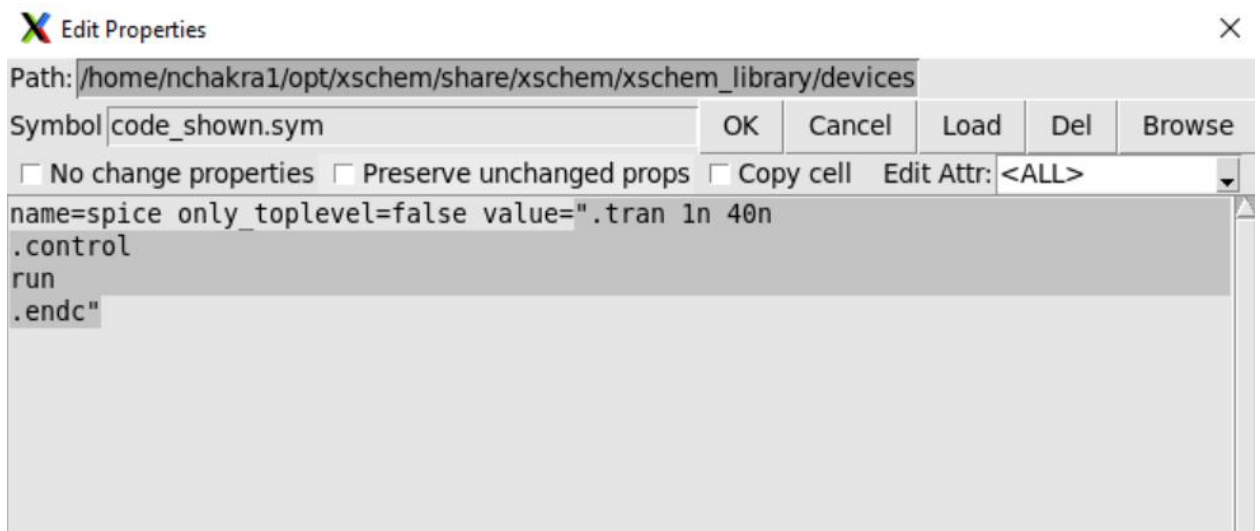 Edit Properties
Path: /home/nchakra1/opt/xschem/share/xschem/xschem_library/devices
Symbol code_shown.sym OK Cancel Load Del Browse
No change properties Preserve unchanged props Copy cell Edit Attr: <ALL>
name=spice only_toplevel=false value=".tran 1n 40n
.control
run
.endc"